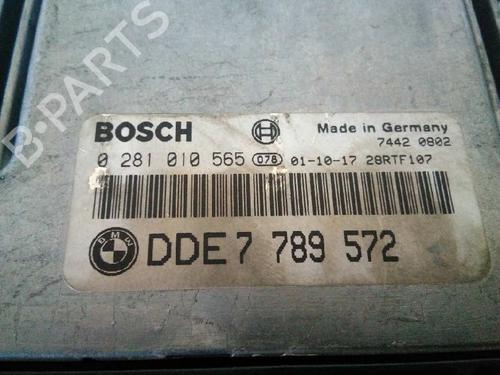 B-PARTS
BOSCH
Made in Germany
7442 0802
0 281 010 565 078 01-10-17 28RTF107
BMW
DDE 7 789 572